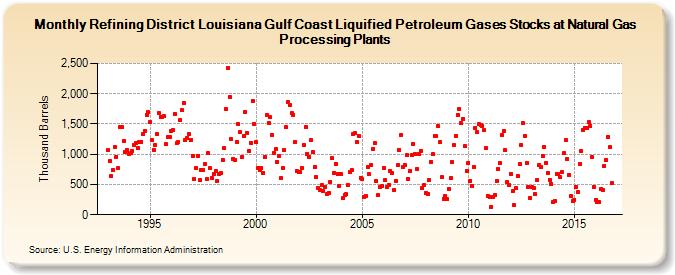 Monthly Refining District Louisiana Gulf Coast Liquified Petroleum Gases Stocks at Natural Gas
Processing Plants
Thousand Barrels
2,500
2,000
1,500
1,000
500
0
1995
2000
2005
2010
2015
Source: U.S. Energy Information Administration